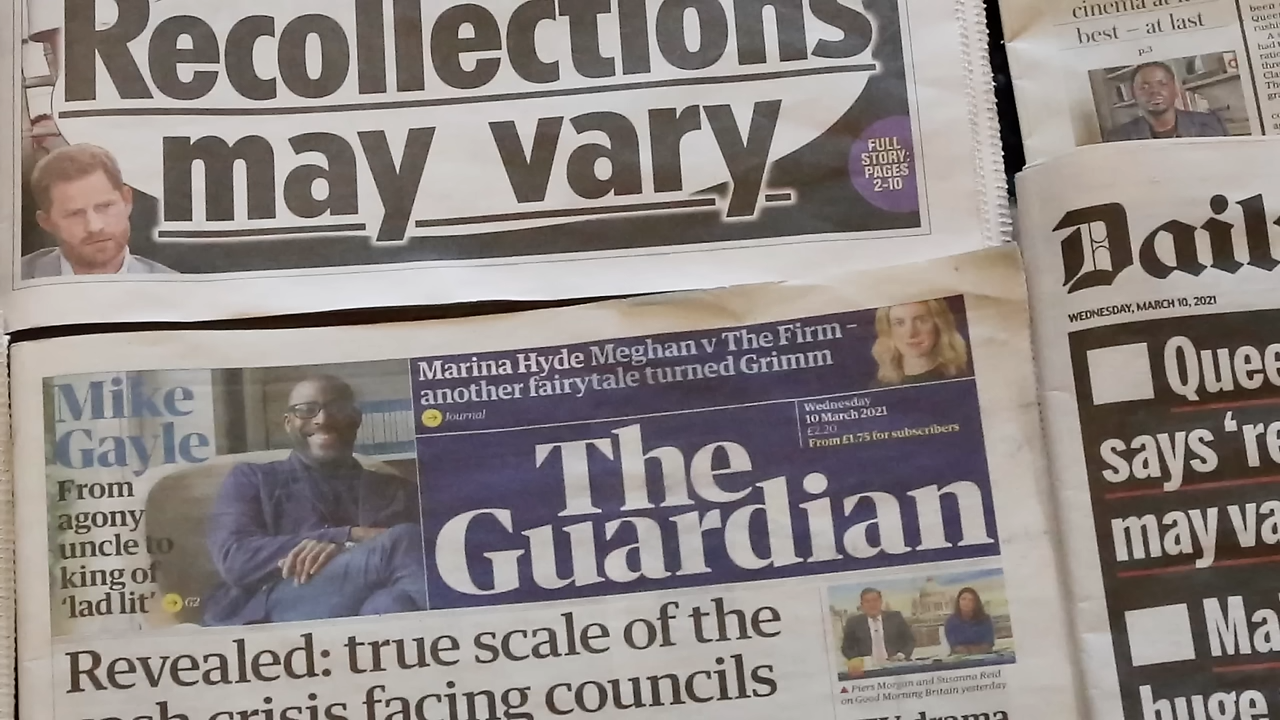 Recollections
may vary.
FULL
STORY:
PAGES
2-10
cinema at
best – at last
p3
Mike
Gayle
From
agony
uncle to
king of
'lad lit'
G2
Marina Hyde Meghan v The Firm –
another fairytale turned Grimm
Journal
Wednesday
10 March 2021
£2.20
From £1.75 for subscribers
The
Guardian
Revealed: true scale of the
cash crisis facing councils
Piers Morgan and Susanna Reid
on Good Morning Britain yesterday
TV drama
Dail
WEDNESDAY, MARCH 10, 2021
Quee
says 're
may va
Ma
huge